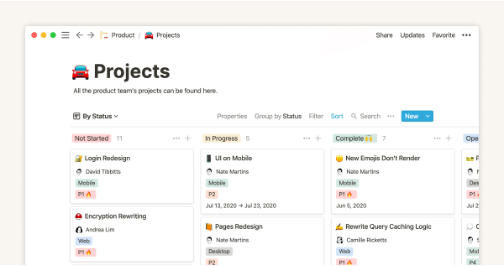 Product / Projects
Share Updates Favorite
Projects
All the product team's projects can be found here.
By Status
Properties Group by Status Filter Sort Search New
Not Started 11
In Progress 5
Complete 7
Login Redesign
David Tibbitts
Mobile
P1
Encryption Rewriting
Andrea Lim
Web
P1
UI on Mobile
Nate Martins
Mobile
P2
Jul 13, 2020 → Jul 23, 2020
Pages Redesign
Nate Martins
Desktop
P2
New Emojis Don't Render
Nate Martins
Mobile
P1
Jun 5, 2020
Rewrite Query Caching Logic
Camille Ricketts
Web
P1